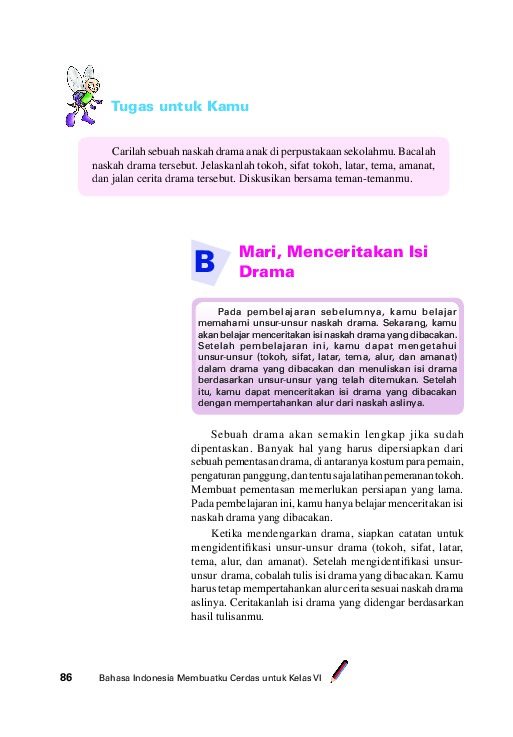 Tugas untuk Kamu
Carilah sebuah naskah drama anak di perpustakaan sekolahmu. Bacalah
naskah drama tersebut. Jelaskanlah tokoh, sifat tokoh, latar, tema, amanat,
dan jalan cerita drama tersebut. Diskusikan bersama teman-temanmu.
B
Mari, Menceritakan Isi
Drama
Pada pembelajaran sebelumnya, kamu belajar
memahami unsur-unsur naskah drama. Sekarang, kamu
akan belajar menceritakan isi naskah drama yang dibacakan.
Setelah pembelajaran ini, kamu dapat mengetahui
unsur-unsur (tokoh, sifat, latar, tema, alur, dan amanat)
dalam drama yang dibacakan dan menuliskan isi drama
berdasarkan unsur-unsur yang telah ditemukan. Setelah
itu, kamu dapat menceritakan isi drama yang dibacakan
dengan mempertahankan alur dari naskah aslinya.
Sebuah drama akan semakin lengkap jika sudah
dipentaskan. Banyak hal yang harus dipersiapkan dari
sebuah pementasan drama, di antaranya kostum para pemain,
pengaturan panggung, dan tentu saja latihan pemeranan tokoh.
Membuat pementasan memerlukan persiapan yang lama.
Pada pembelajaran ini, kamu hanya belajar menceritakan isi
naskah drama yang dibacakan.
Ketika mendengarkan drama, siapkan catatan untuk
mengidentifikasi unsur-unsur drama (tokoh, sifat, latar,
tema, alur, dan amanat). Setelah mengidentifikasi unsur-
unsur drama, cobalah tulis isi drama yang dibacakan. Kamu
harus tetap mempertahankan alur cerita sesuai naskah drama
aslinya. Ceritakanlah isi drama yang didengar berdasarkan
hasil tulisanmu.
86 Bahasa Indonesia Membuatku Cerdas untuk Kelas VI